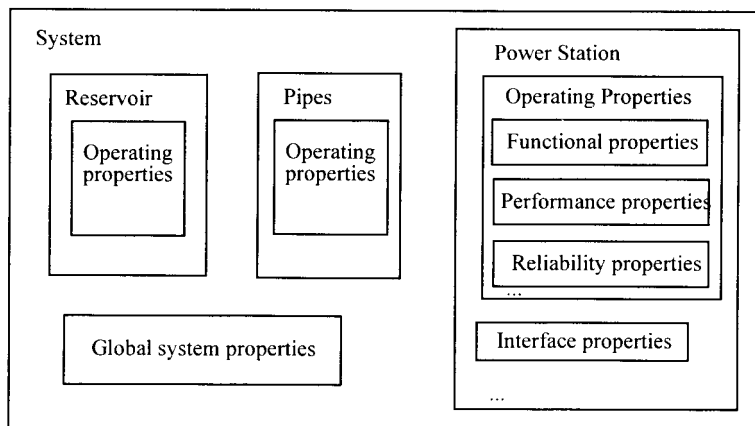 System
Reservoir
Operating
properties
Pipes
Operating
properties
Global system properties
Power Station
Operating Properties
Functional properties
Performance properties
Reliability properties
...
Interface properties
...